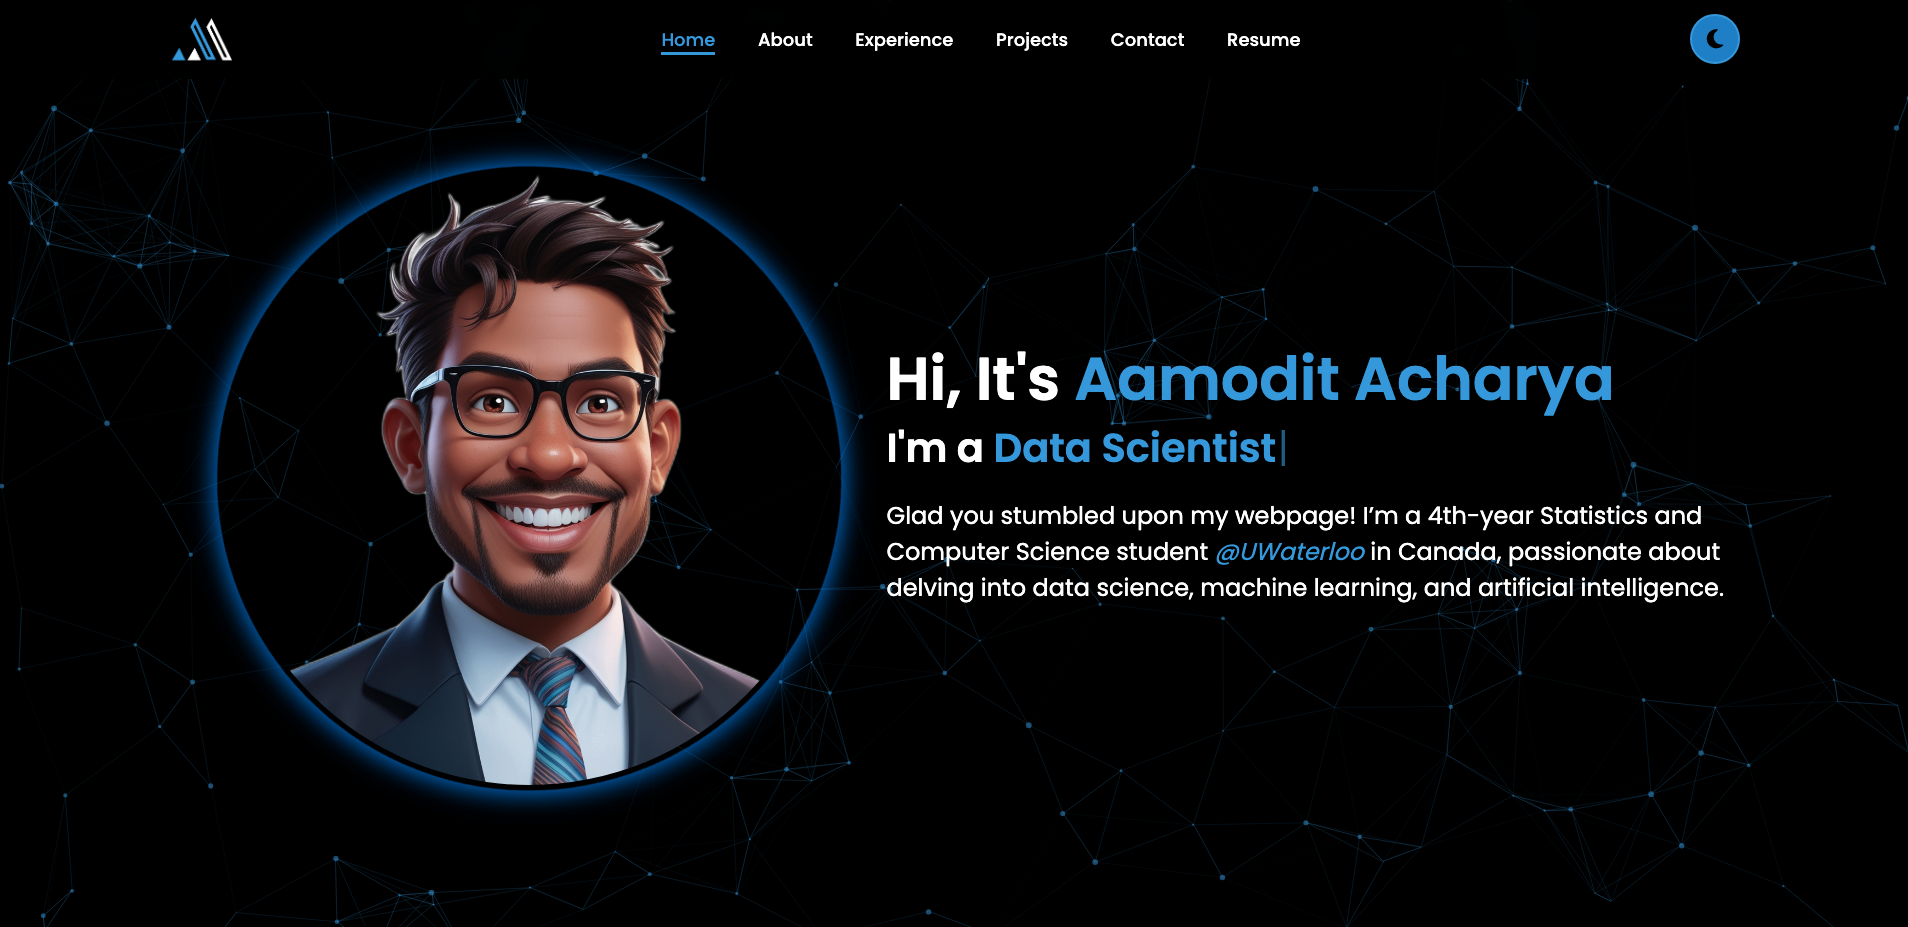 Home About Experience Projects Contact Resume
Hi, It's Aamodit Acharya
I'm a Data Scientist|
Glad you stumbled upon my webpage! I’m a 4th-year Statistics and
Computer Science student @UWaterloo in Canada, passionate about
delving into data science, machine learning, and artificial intelligence.